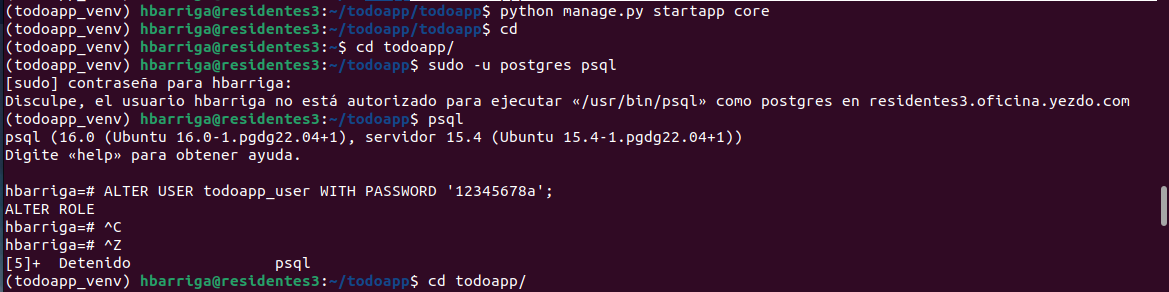 (todoapp_venv) hbarriga@residentes3:~/todoapp/todoapp$ python manage.py startapp core
(todoapp_venv) hbarriga@residentes3:~/todoapp/todoapp$ cd
(todoapp_venv) hbarriga@residentes3:~$ cd todoapp/
(todoapp_venv) hbarriga@residentes3:~/todoapp$ sudo -u postgres psql
[sudo] contraseña para hbarriga:
Disculpe, el usuario hbarriga no está autorizado para ejecutar «/usr/bin/psql» como postgres en residentes3.oficina.yezdo.com
(todoapp_venv) hbarriga@residentes3:~/todoapp$ psql
psql (16.0 (Ubuntu 16.0-1.pgdg22.04+1), servidor 15.4 (Ubuntu 15.4-1.pgdg22.04+1))
Digite «help» para obtener ayuda.
hbarriga=# ALTER USER todoapp_user WITH PASSWORD '12345678a';
ALTER ROLE
hbarriga=# ^C
hbarriga=# ^Z
[5]+  Detenido                psql
(todoapp_venv) hbarriga@residentes3:~/todoapp$ cd todoapp/